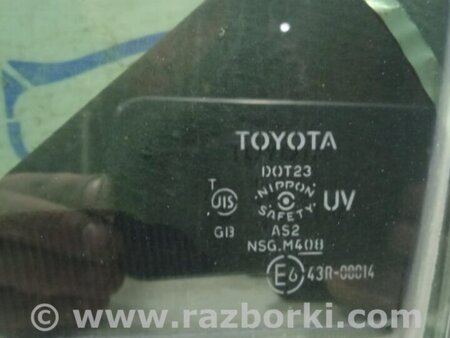 TOYOTA
DOT23
T
JIS
NIPPON
SAFETY
UV
GB
AS2
NSG.M408
E6 43R-00014
© www.razborki.com